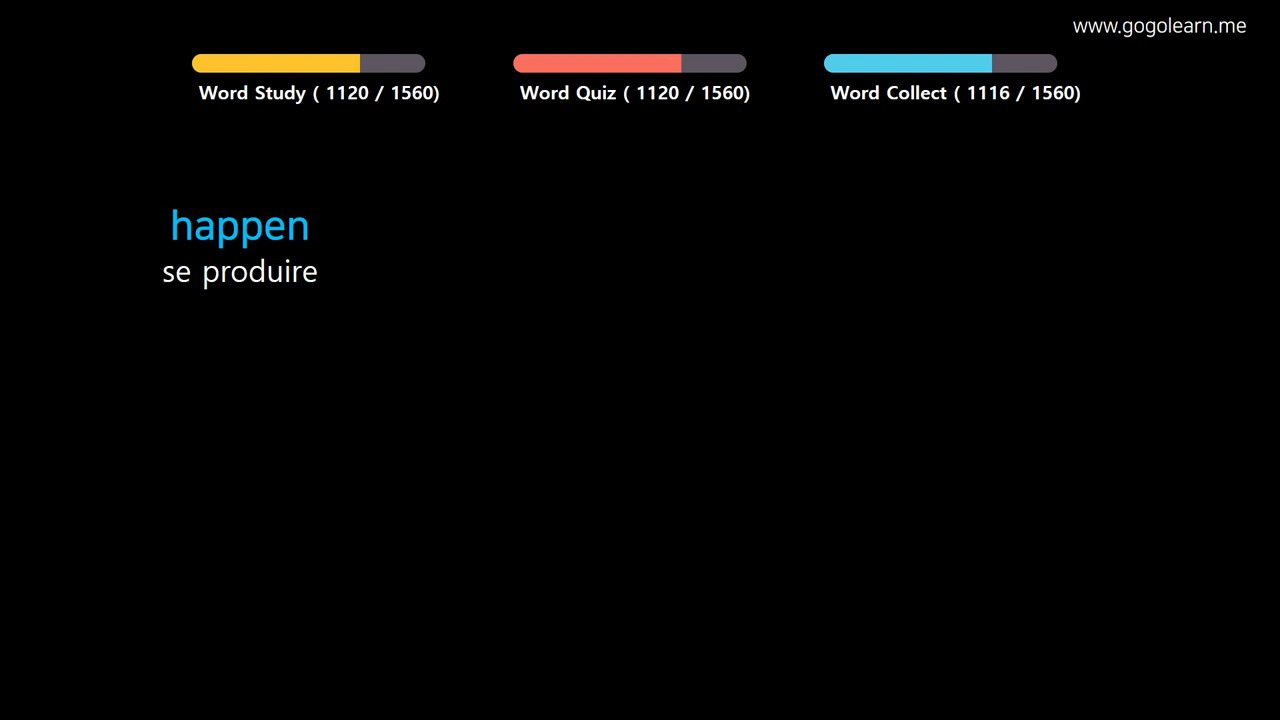 www.gogolearn.me
Word Study ( 1120 / 1560)
Word Quiz ( 1120 / 1560)
Word Collect ( 1116 / 1560)
happen
se produire